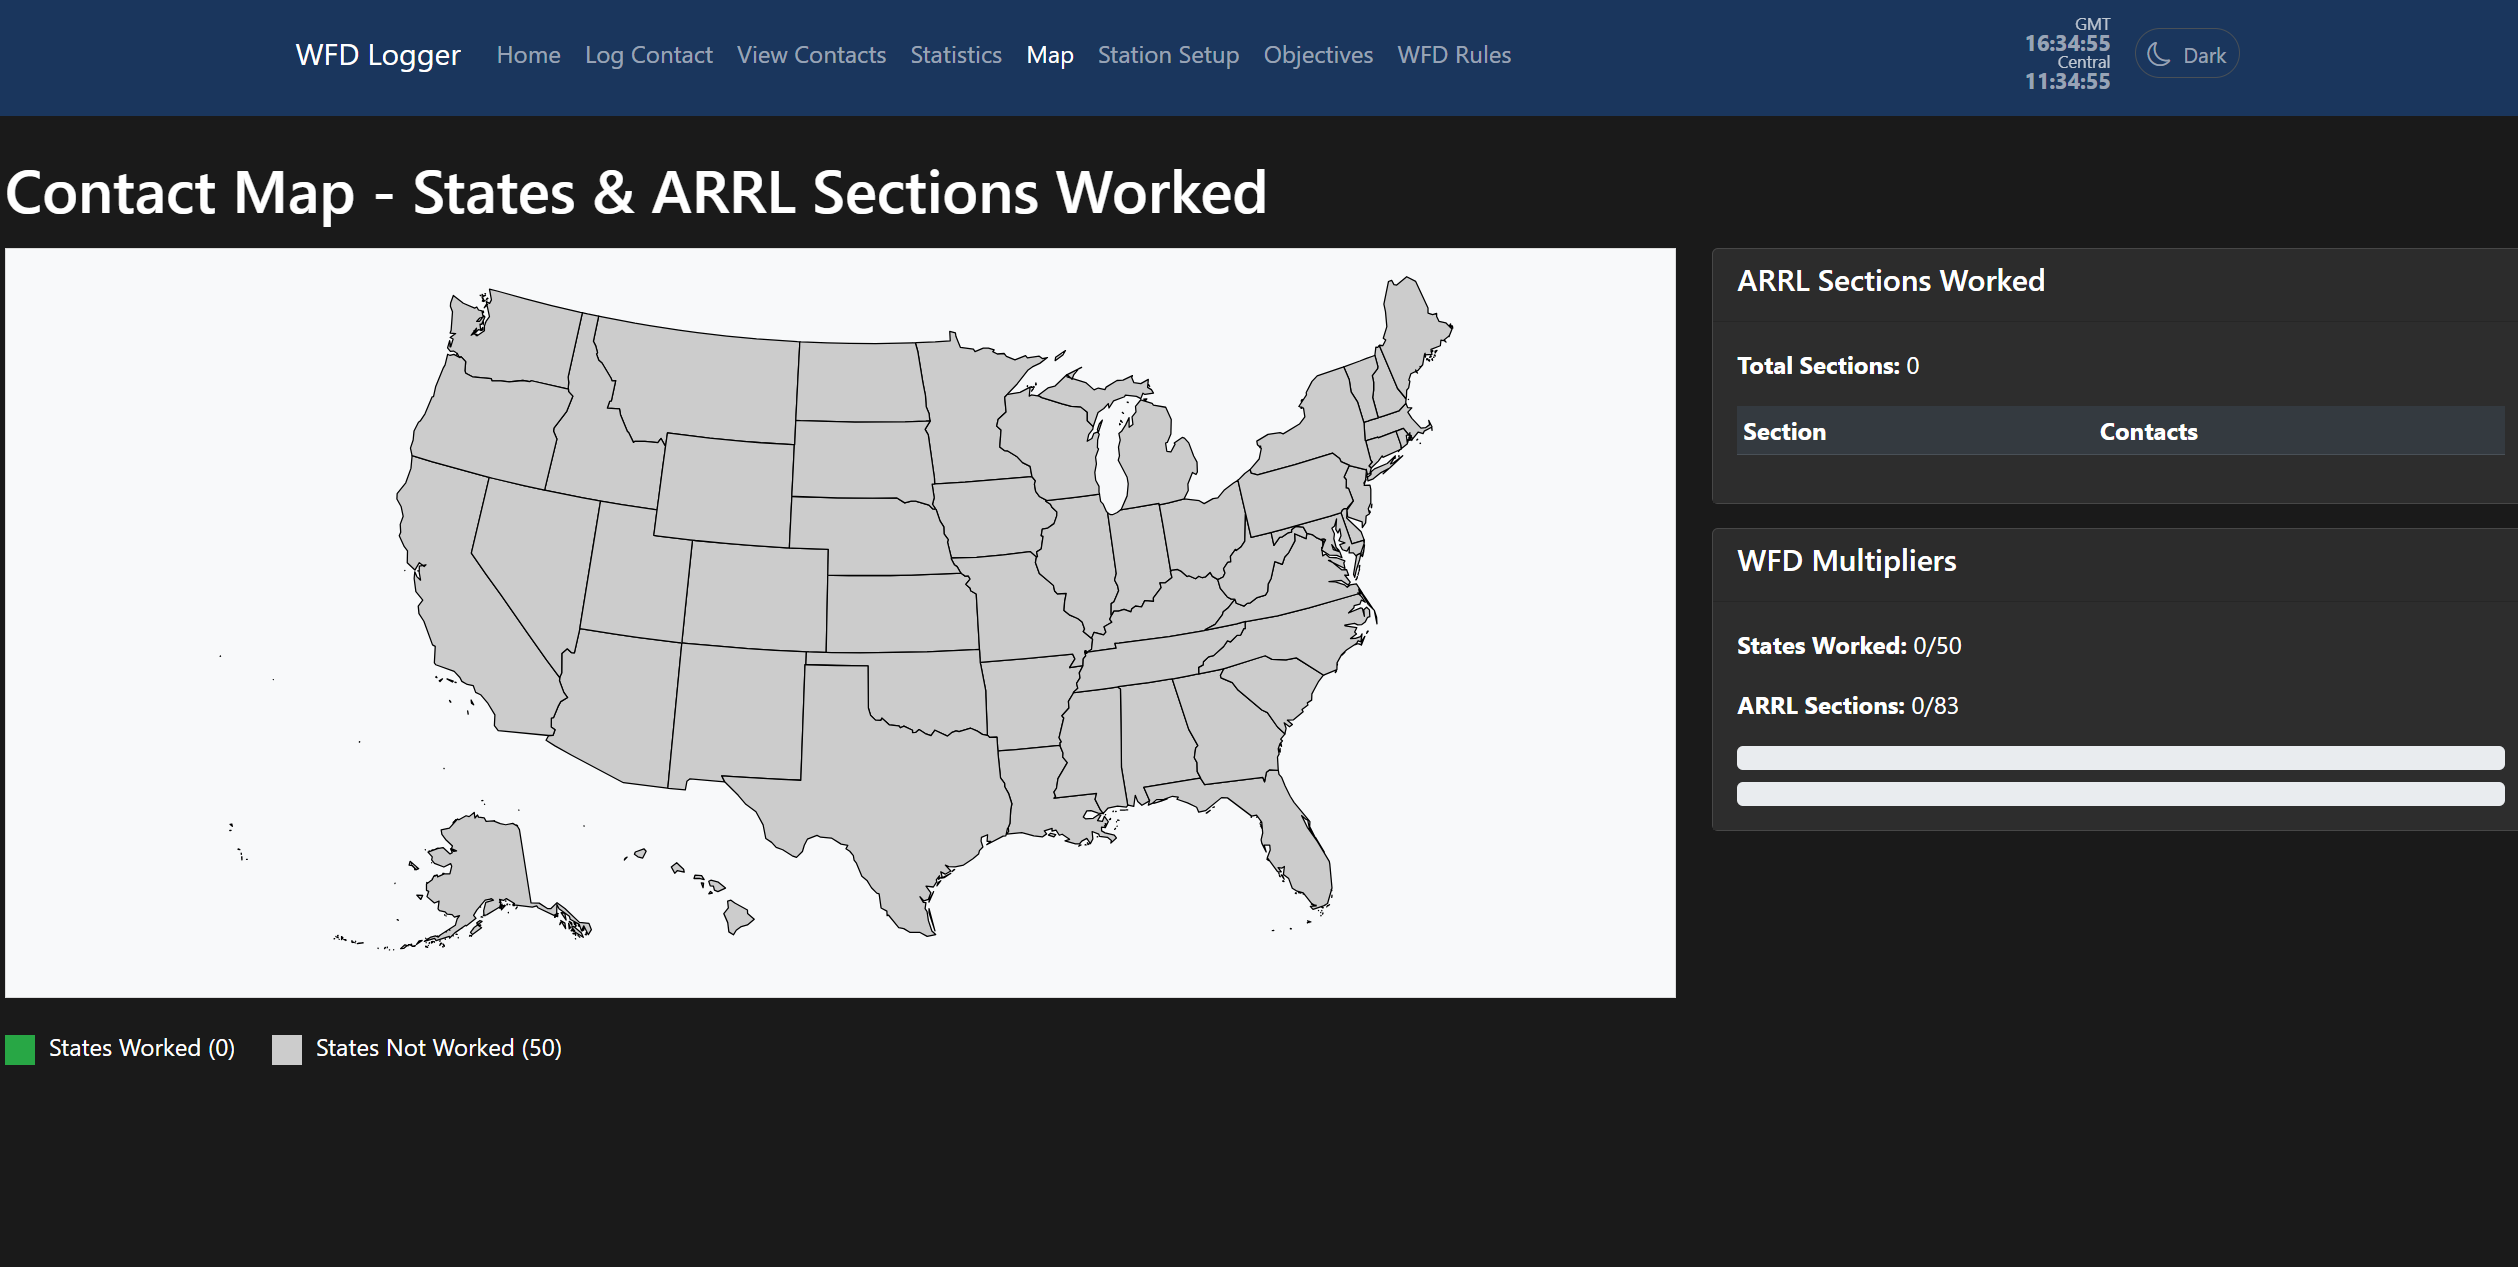 WFD Logger Home Log Contact View Contacts Statistics Map Station Setup Objectives WFD Rules
GMT
16:34:55
Central
11:34:55
Dark
Contact Map - States & ARRL Sections Worked
ARRL Sections Worked
Total Sections: 0
Section Contacts
WFD Multipliers
States Worked: 0/50
ARRL Sections: 0/83
States Worked (0) States Not Worked (50)